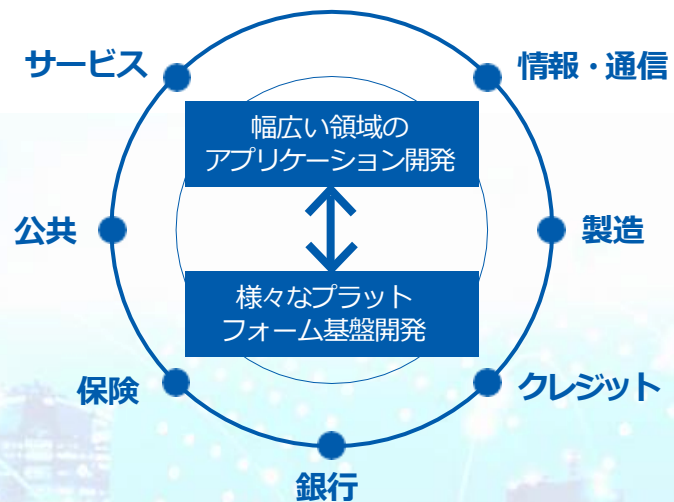 サービス
情報・通信
幅広い領域の
アプリケーション開発
公共
製造
様々なプラット
フォーム基盤開発
保険
クレジット
銀行